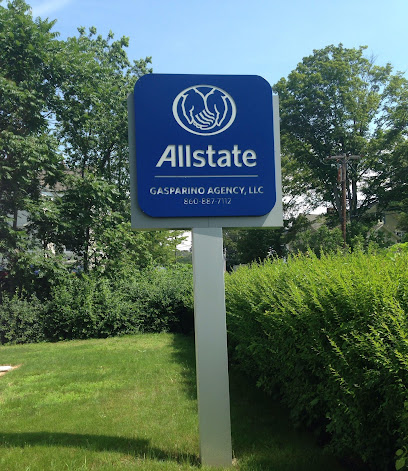 Allstate
GASPARINO AGENCY, LLC
860-887-7112